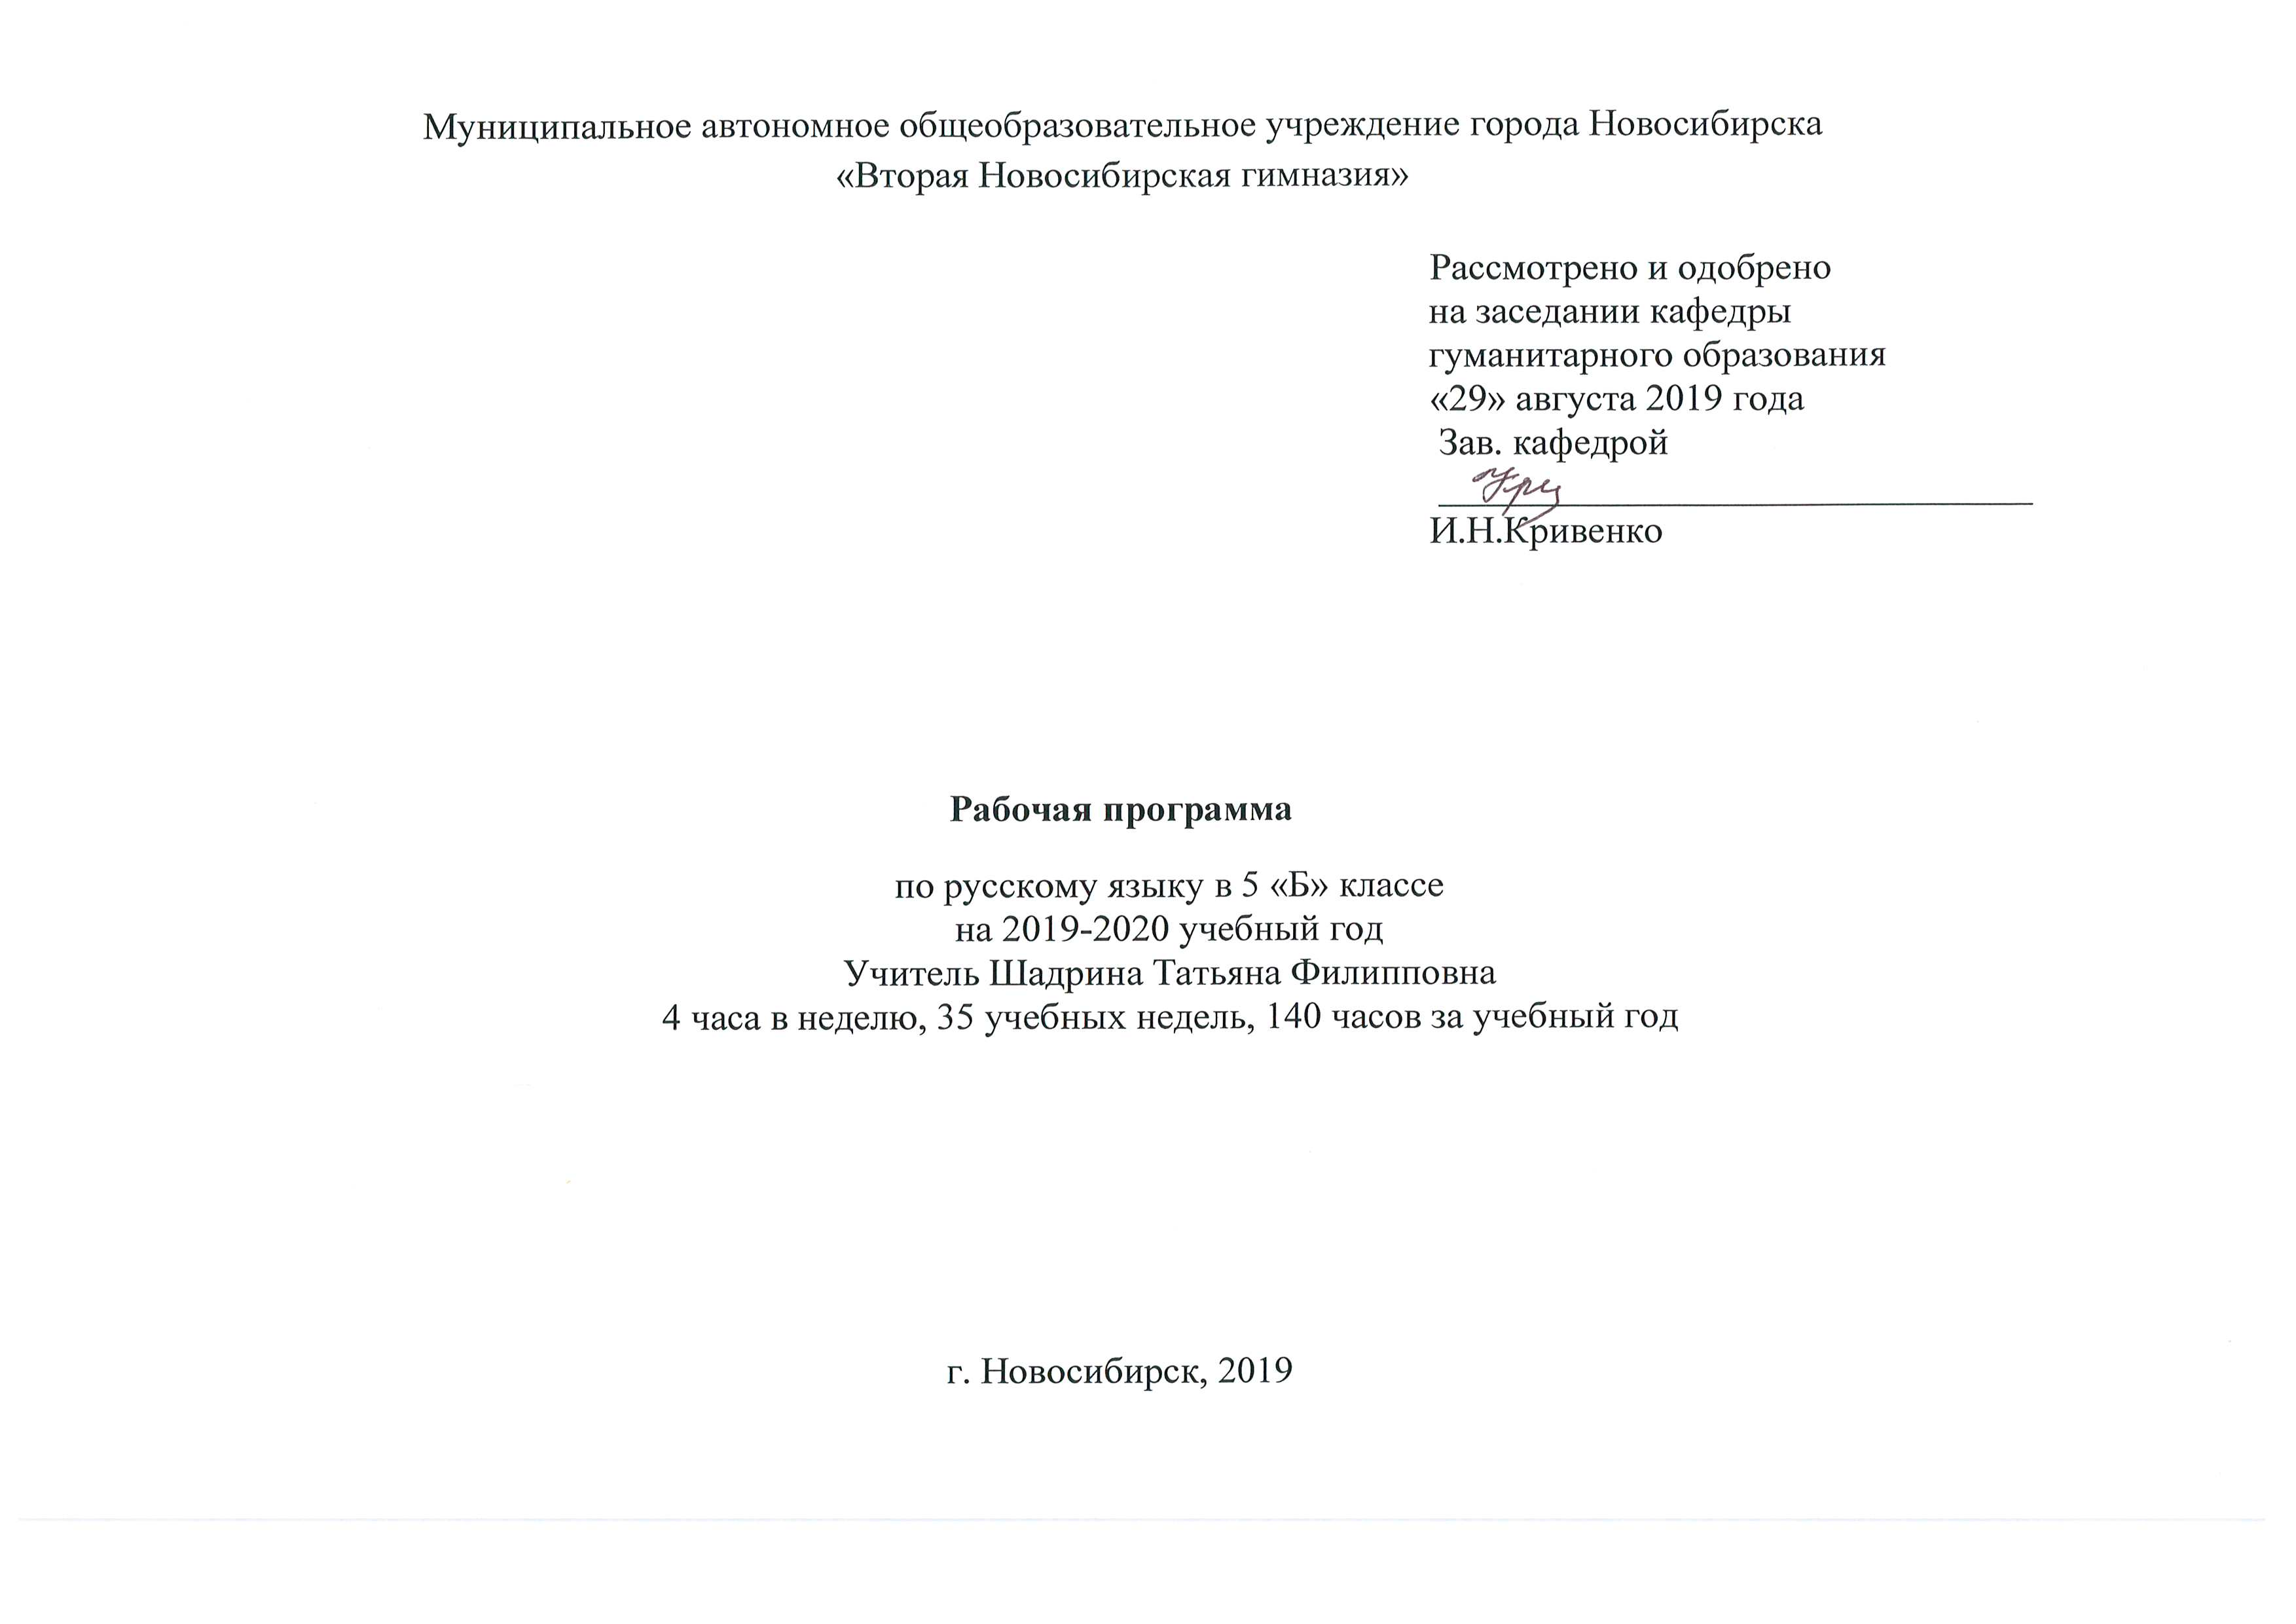 Муниципальное автономное общеобразовательное учреждение города Новосибирска
«Вторая Новосибирская гимназия»
Рассмотрено и одобрено
на заседании кафедры
гуманитарного образования
«29» августа 2019 года
Зав. кафедрой
И.Н.Кривенко
Рабочая программа
по русскому языку в 5 «Б» классе
на 2019-2020 учебный год
Учитель Шадрина Татьяна Филипповна
4 часа в неделю, 35 учебных недель, 140 часов за учебный год
г. Новосибирск, 2019